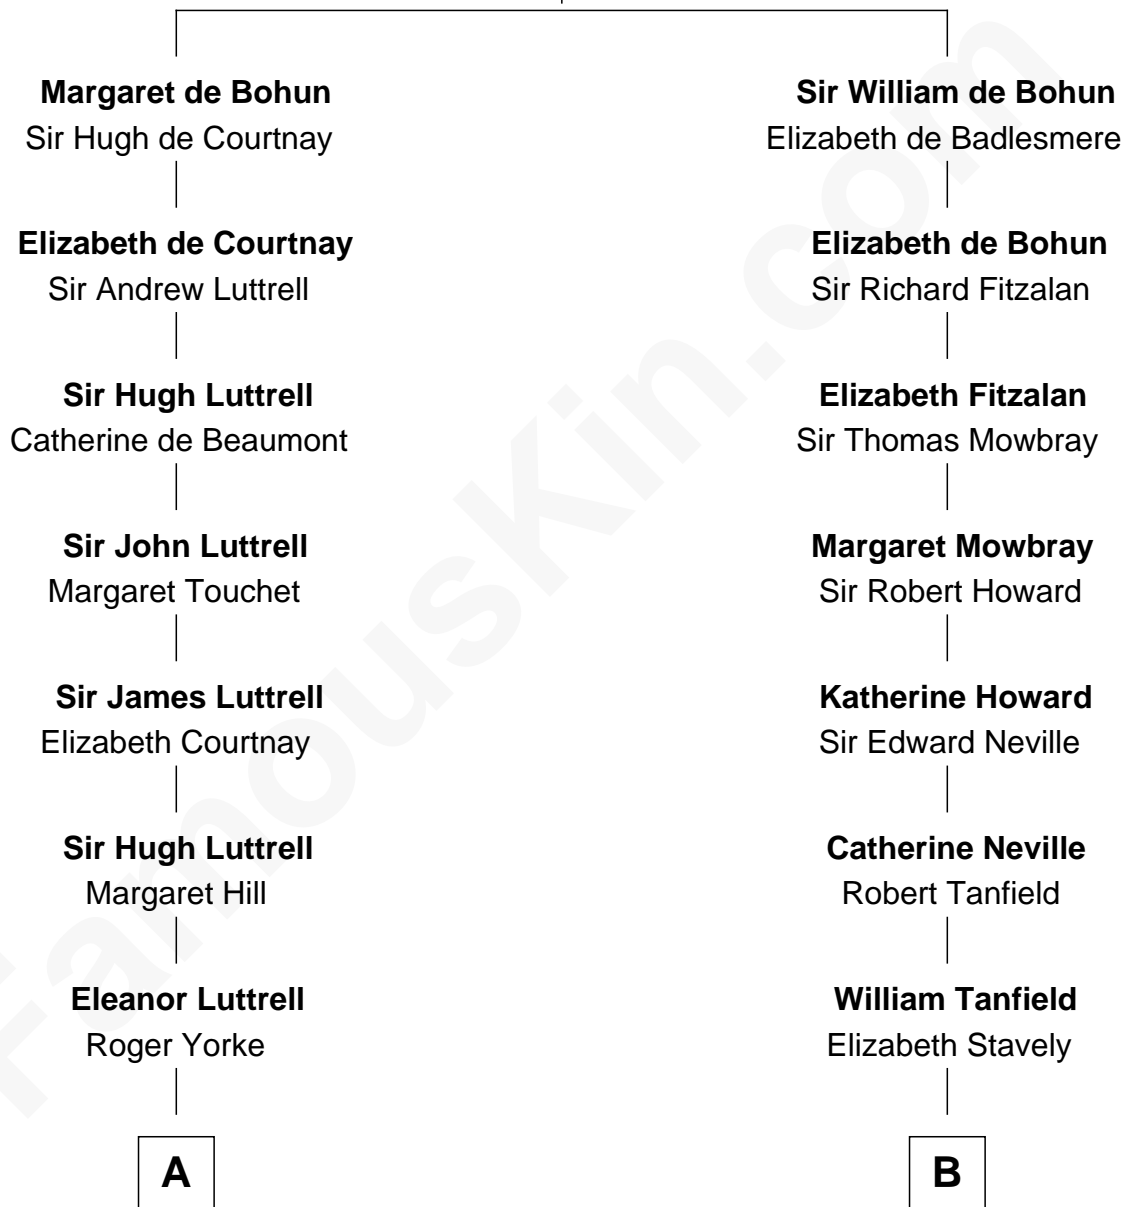 Margaret de Bohun
Sir Hugh de Courtnay
Elizabeth de Courtnay
Sir Andrew Luttrell
Sir Hugh Luttrell
Catherine de Beaumont
Sir John Luttrell
Margaret Touchet
Sir James Luttrell
Elizabeth Courtnay
Sir Hugh Luttrell
Margaret Hill
Eleanor Luttrell
Roger Yorke
A
Sir William de Bohun
Elizabeth de Badlesmere
Elizabeth de Bohun
Sir Richard Fitzalan
Elizabeth Fitzalan
Sir Thomas Mowbray
Margaret Mowbray
Sir Robert Howard
Katherine Howard
Sir Edward Neville
Catherine Neville
Robert Tanfield
William Tanfield
Elizabeth Stavely
B
FamousKin.com